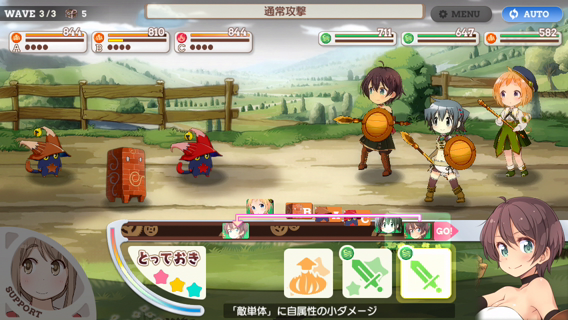 WAVE 3/3 5
通常攻撃
MENU
AUTO
844
A
810
B
844
C
711
647
582
B
C
GO!
とっておき
SUPPORT
「敵単体」に自属性の小ダメージ